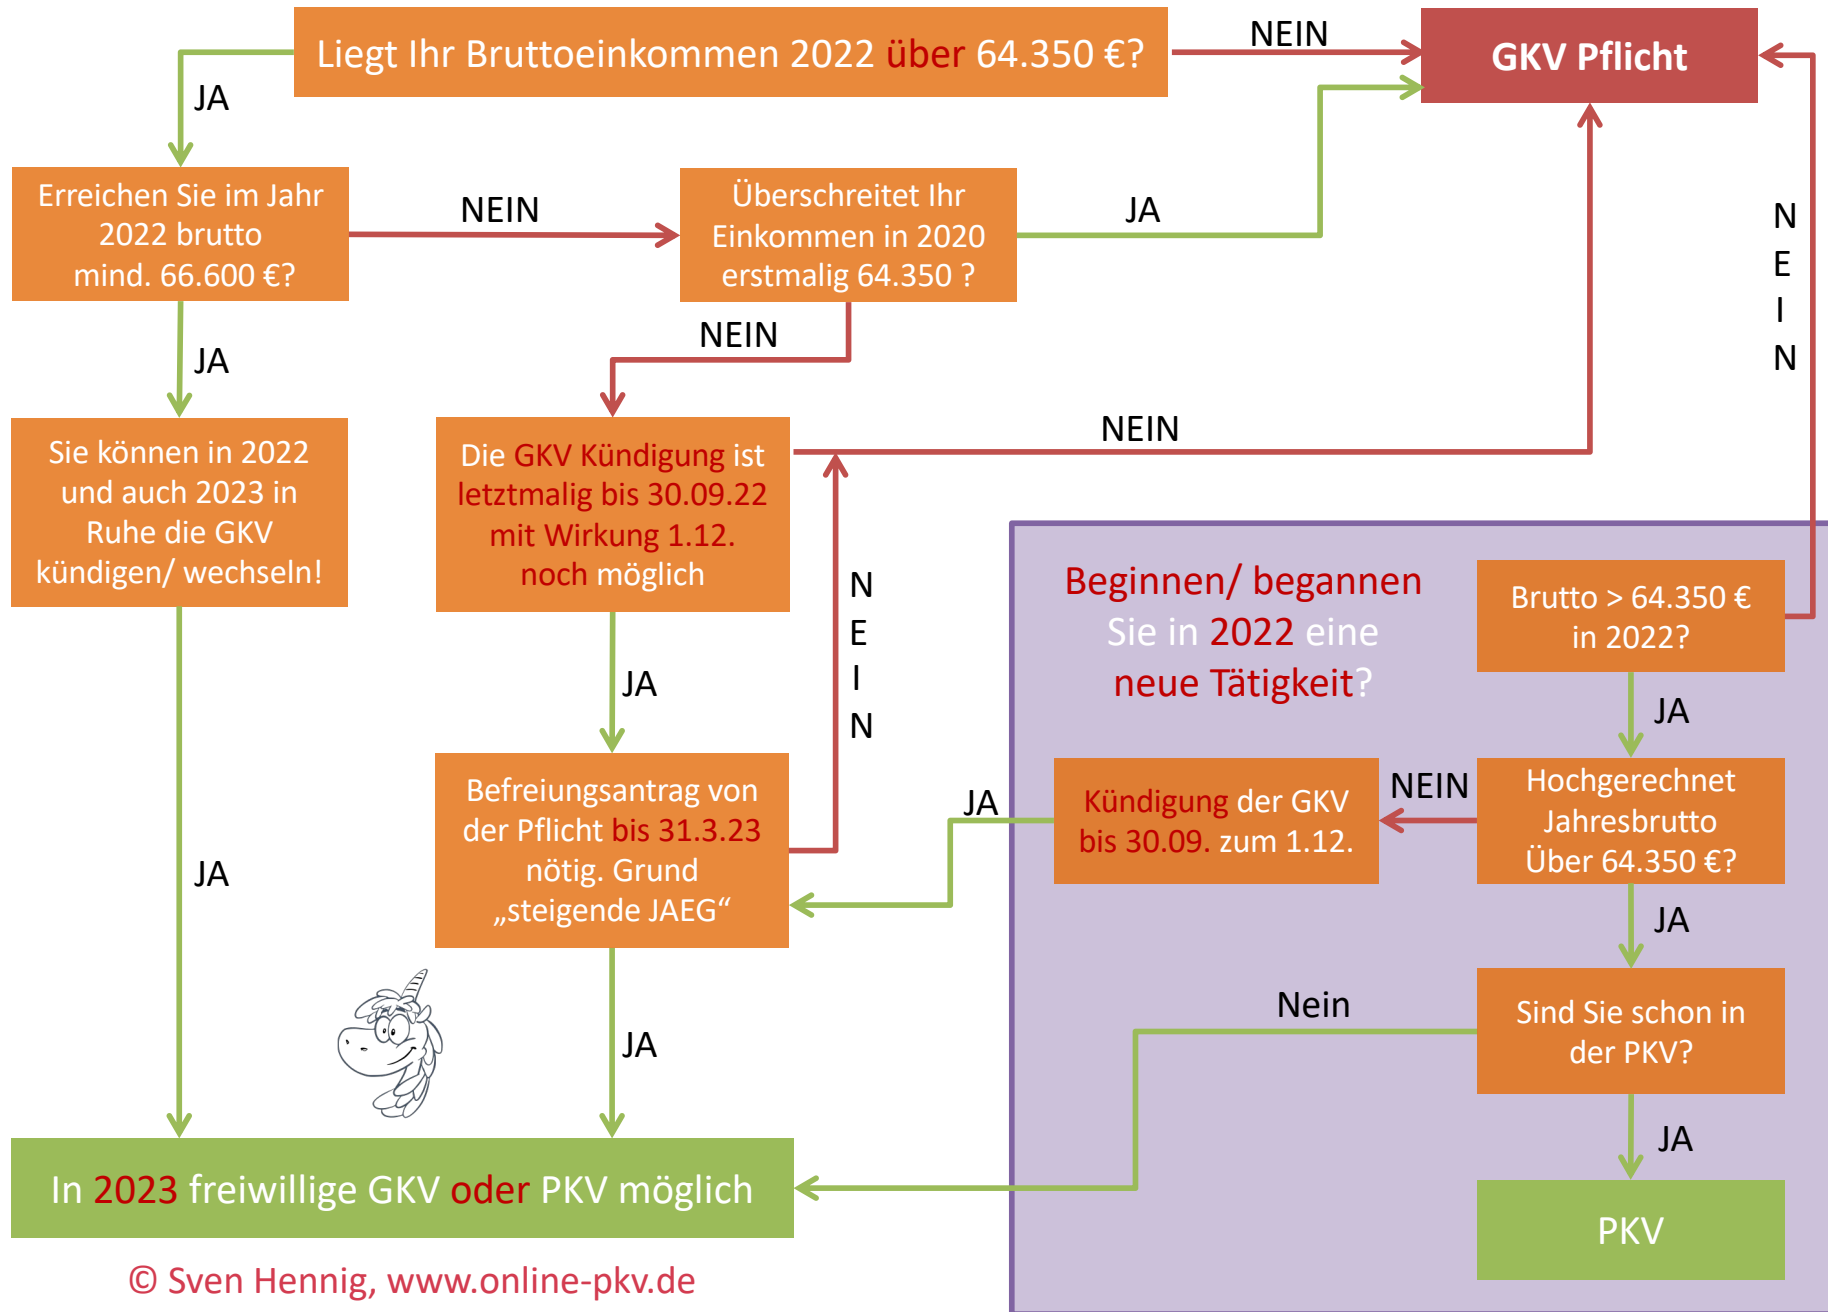 Liegt Ihr Bruttoeinkommen 2022 über 64.350 €?
NEIN
GKV Pflicht
JA
Erreichen Sie im Jahr
2022 brutto
mind. 66.600 €?
NEIN
Überschreitet Ihr
Einkommen in 2020
erstmalig 64.350 ?
JA
N
E
I
N
NEIN
JA
Sie können in 2022
und auch 2023 in
Ruhe die GKV
kündigen/ wechseln!
Die GKV Kündigung ist
letztmalig bis 30.09.22
mit Wirkung 1.12.
noch möglich
NEIN
N
E
I
N
JA
Beginnen/ begannen
Sie in 2022 eine
neue Tätigkeit?
Brutto > 64.350 €
in 2022?
JA
Befreiungsantrag von
der Pflicht bis 31.3.23
nötig. Grund
„steigende JAEG“
JA
Kündigung der GKV
bis 30.09. zum 1.12.
NEIN
Hochgerechnet
Jahresbrutto
Über 64.350 €?
JA
JA
JA
Nein
Sind Sie schon in
der PKV?
JA
In 2023 freiwillige GKV oder PKV möglich
PKV
© Sven Hennig, www.online-pkv.de